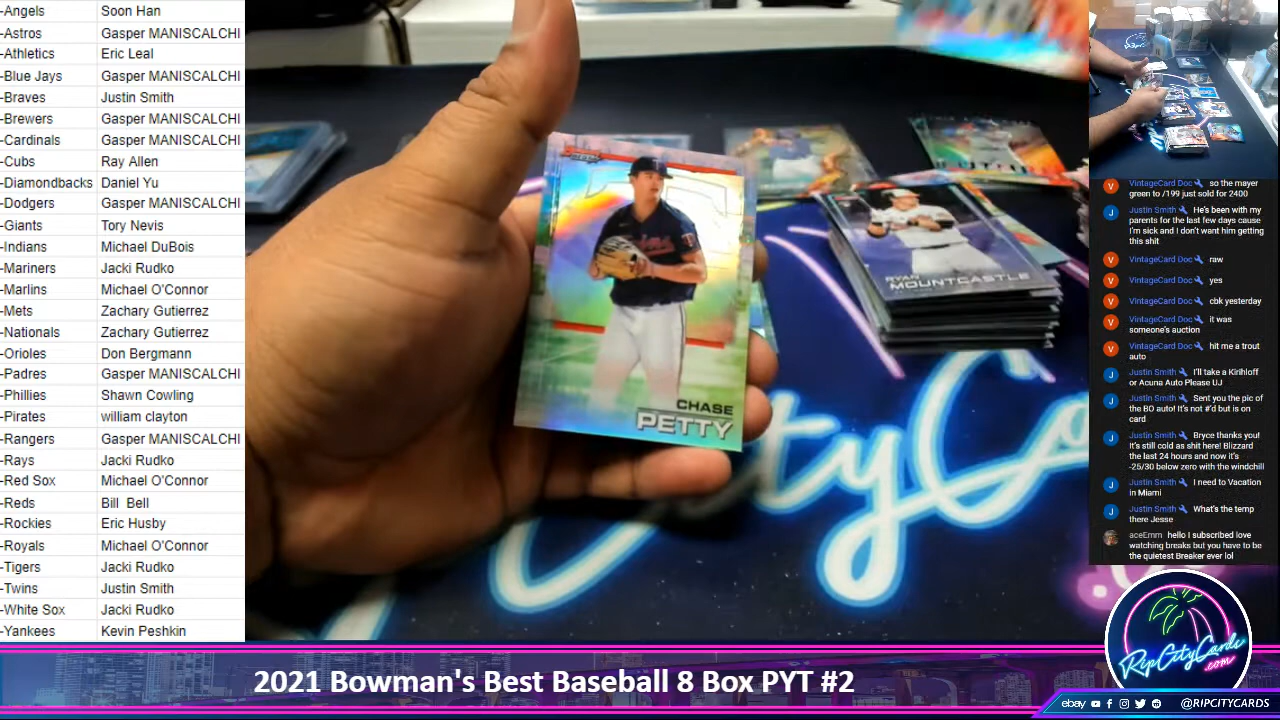 -Angels Soon Han
-Astros Gasper MANISCALCHI
-Athletics Eric Leal
-Blue Jays Gasper MANISCALCHI
-Braves Justin Smith
-Brewers Gasper MANISCALCHI
-Cardinals Gasper MANISCALCHI
-Cubs Ray Allen
-Diamondbacks Daniel Yu
-Dodgers Gasper MANISCALCHI
-Giants Tory Nevis
-Indians Michael DuBois
-Mariners Jacki Rudko
-Marlins Michael O'Connor
-Mets Zachary Gutierrez
-Nationals Zachary Gutierrez
-Orioles Don Bergmann
-Padres Gasper MANISCALCHI
-Phillies Shawn Cowling
-Pirates william clayton
-Rangers Gasper MANISCALCHI
-Rays Jacki Rudko
-Red Sox Michael O'Connor
-Reds Bill Bell
-Rockies Eric Husby
-Royals Michael O'Connor
-Tigers Jacki Rudko
-Twins Justin Smith
-White Sox Jacki Rudko
-Yankees Kevin Peshkin
CHASE
PETTY
RYAN
MOUNTCASTLE
tyC
V VintageCard Doc so the mayer
green to /199 just sold for 2400
J Justin Smith He's been with my
parents for the last few days cause
I'm sick and I don't want him getting
this shit
V VintageCard Doc raw
V VintageCard Doc yes
V VintageCard Doc cbk yesterday
V VintageCard Doc it was
someone's auction
V VintageCard Doc hit me a trout
auto
J Justin Smith I'll take a Kirihloff
or Acuna Auto Please UJ
J Justin Smith Sent you the pic of
the BO auto! It's not #'d but is on
card
J Justin Smith Bryce thanks you!
It's still cold as shit here! Blizzard
the last 24 hours and now it's
-25/30 below zero with the windchill
J Justin Smith I need to Vacation
in Miami
J Justin Smith What's the temp
there Jesse
aceEmm hello I subscribed love
watching breaks but you have to be
the quietest Breaker ever lol
RipCityCards
.com
2021 Bowman's Best Baseball 8 Box PYT #2
ebay @RIPCITYCARDS